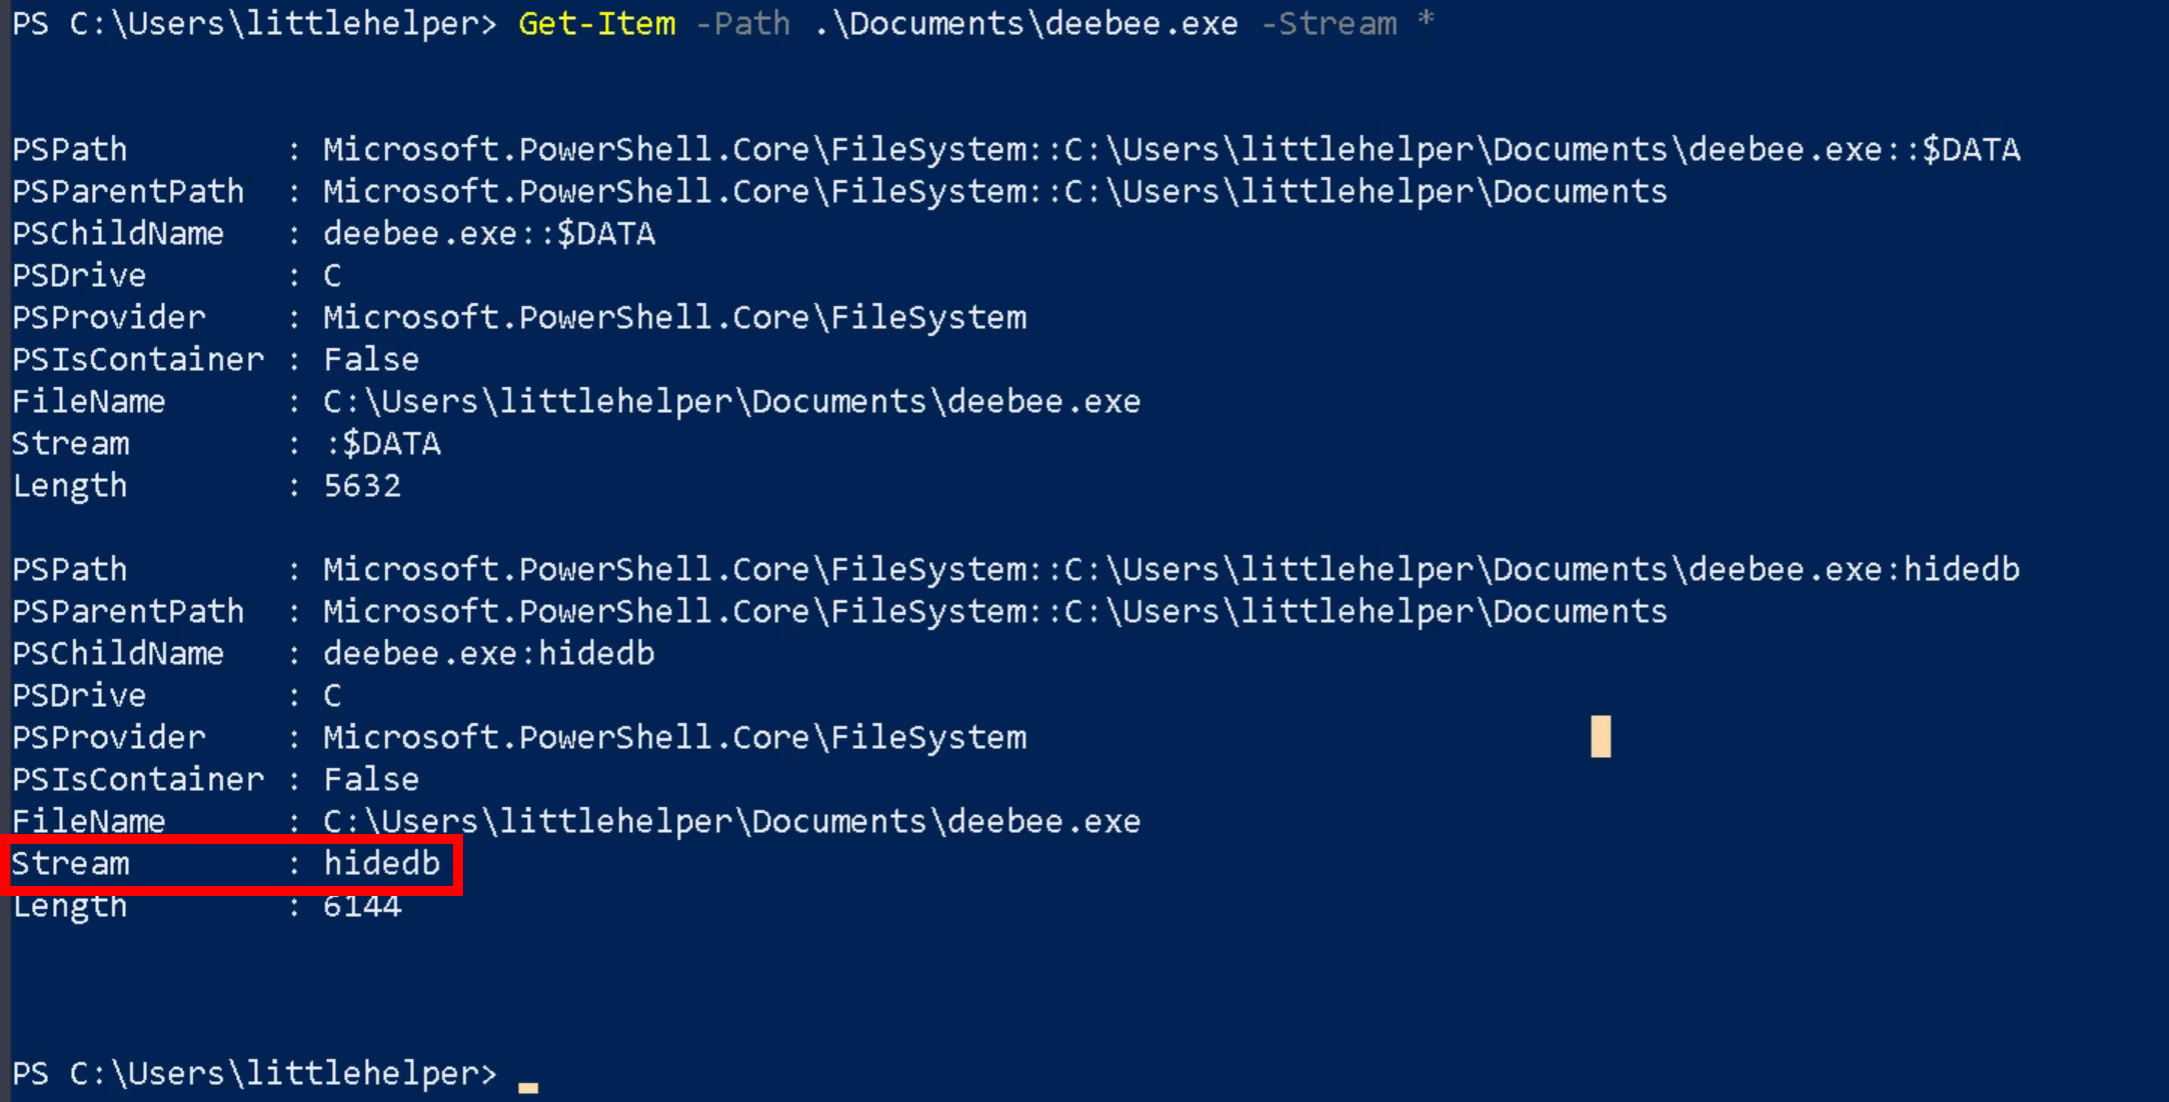 PS C:\Users\littlehelper> Get-Item -Path .\Documents\deebee.exe -Stream *
PSPath : Microsoft.PowerShell.Core\FileSystem::C:\Users\littlehelper\Documents\deebee.exe::$DATA
PSParentPath : Microsoft.PowerShell.Core\FileSystem::C:\Users\littlehelper\Documents
PSChildName : deebee.exe::$DATA
PSDrive : C
PSProvider : Microsoft.PowerShell.Core\FileSystem
PSIsContainer : False
FileName : C:\Users\littlehelper\Documents\deebee.exe
Stream : :$DATA
Length : 5632
PSPath : Microsoft.PowerShell.Core\FileSystem::C:\Users\littlehelper\Documents\deebee.exe:hidedb
PSParentPath : Microsoft.PowerShell.Core\FileSystem::C:\Users\littlehelper\Documents
PSChildName : deebee.exe:hidedb
PSDrive : C
PSProvider : Microsoft.PowerShell.Core\FileSystem
PSIsContainer : False
FileName : C:\Users\littlehelper\Documents\deebee.exe
Stream : hidedb
Length : 6144
PS C:\Users\littlehelper>